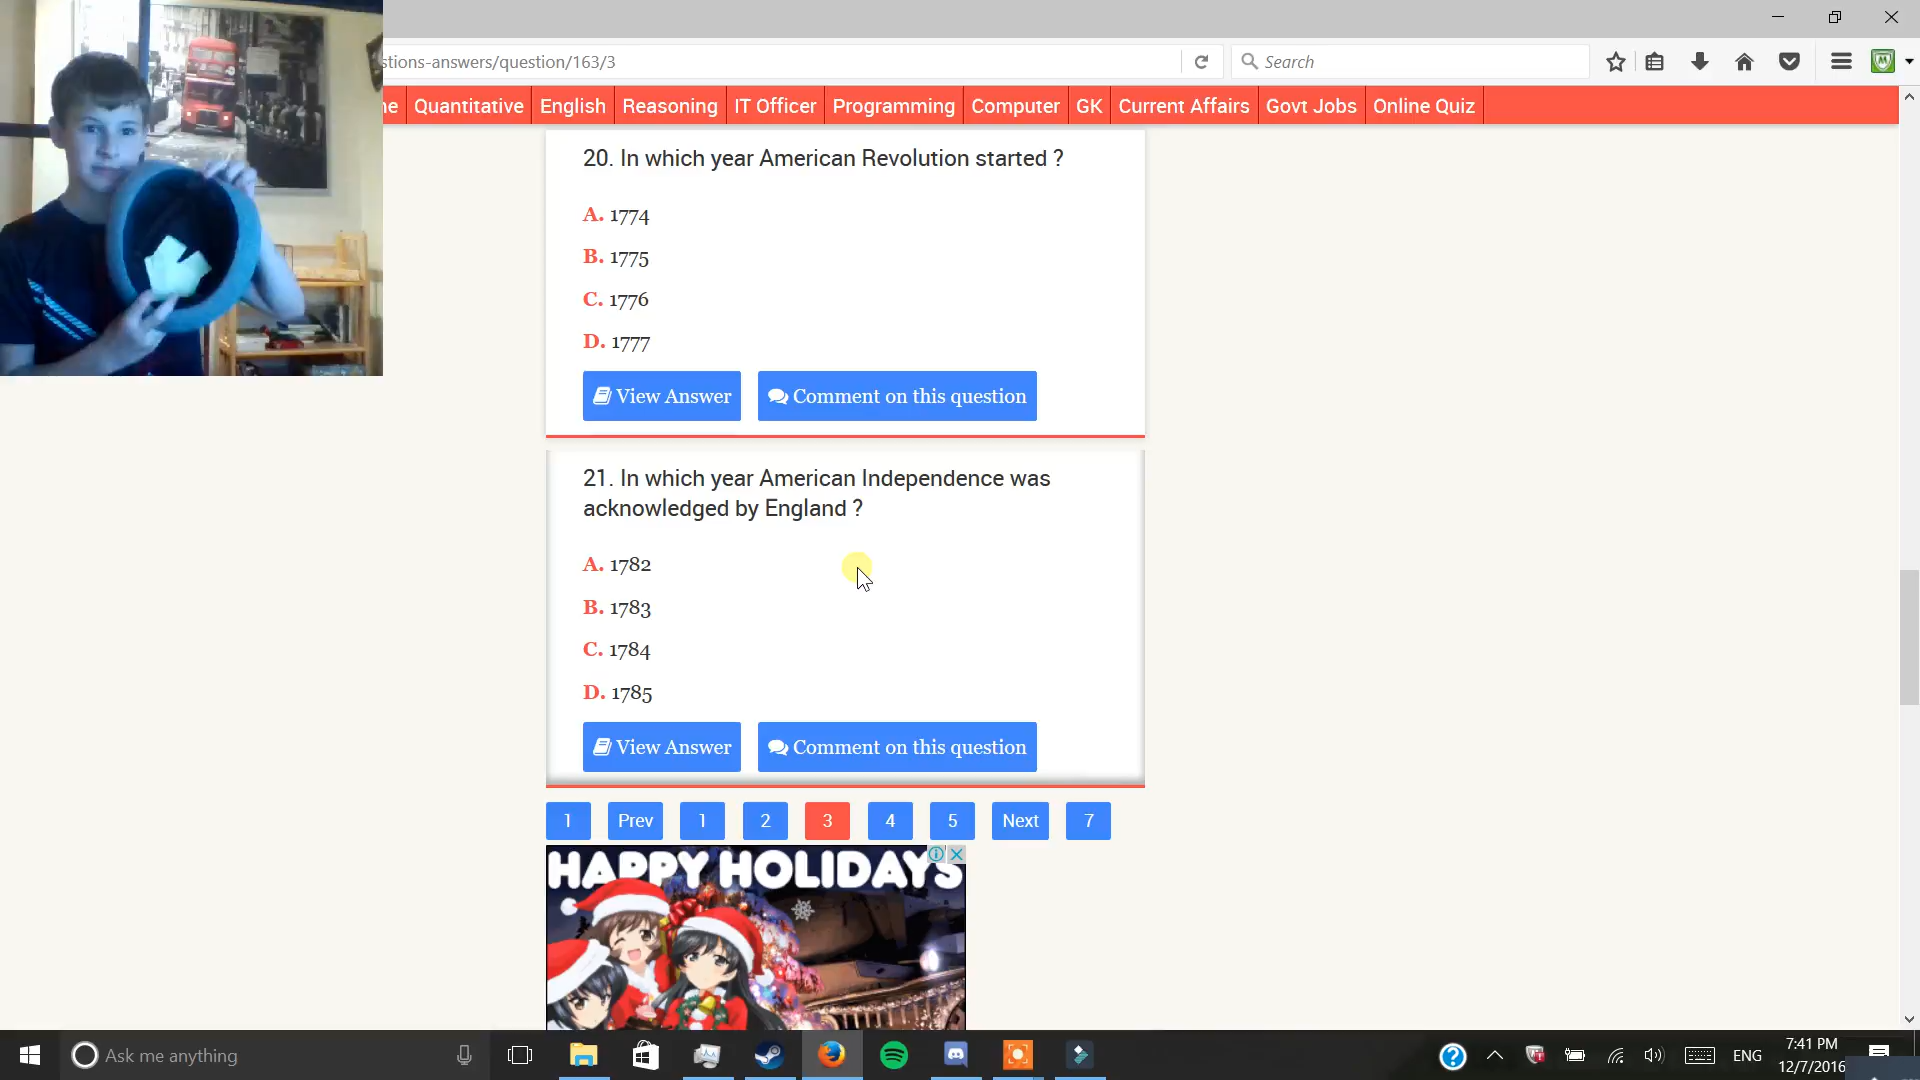 stions-answers/question/163/3
Search
ne Quantitative English Reasoning IT Officer Programming Computer GK Current Affairs Govt Jobs Online Quiz
20. In which year American Revolution started ?
A. 1774
B. 1775
C. 1776
D. 1777
View Answer Comment on this question
21. In which year American Independence was
acknowledged by England ?
A. 1782
B. 1783
C. 1784
D. 1785
View Answer Comment on this question
1 Prev 1 2 3 4 5 Next 7
HAPPY HOLIDAYS
Ask me anything
ENG
7:41 PM
12/7/2016